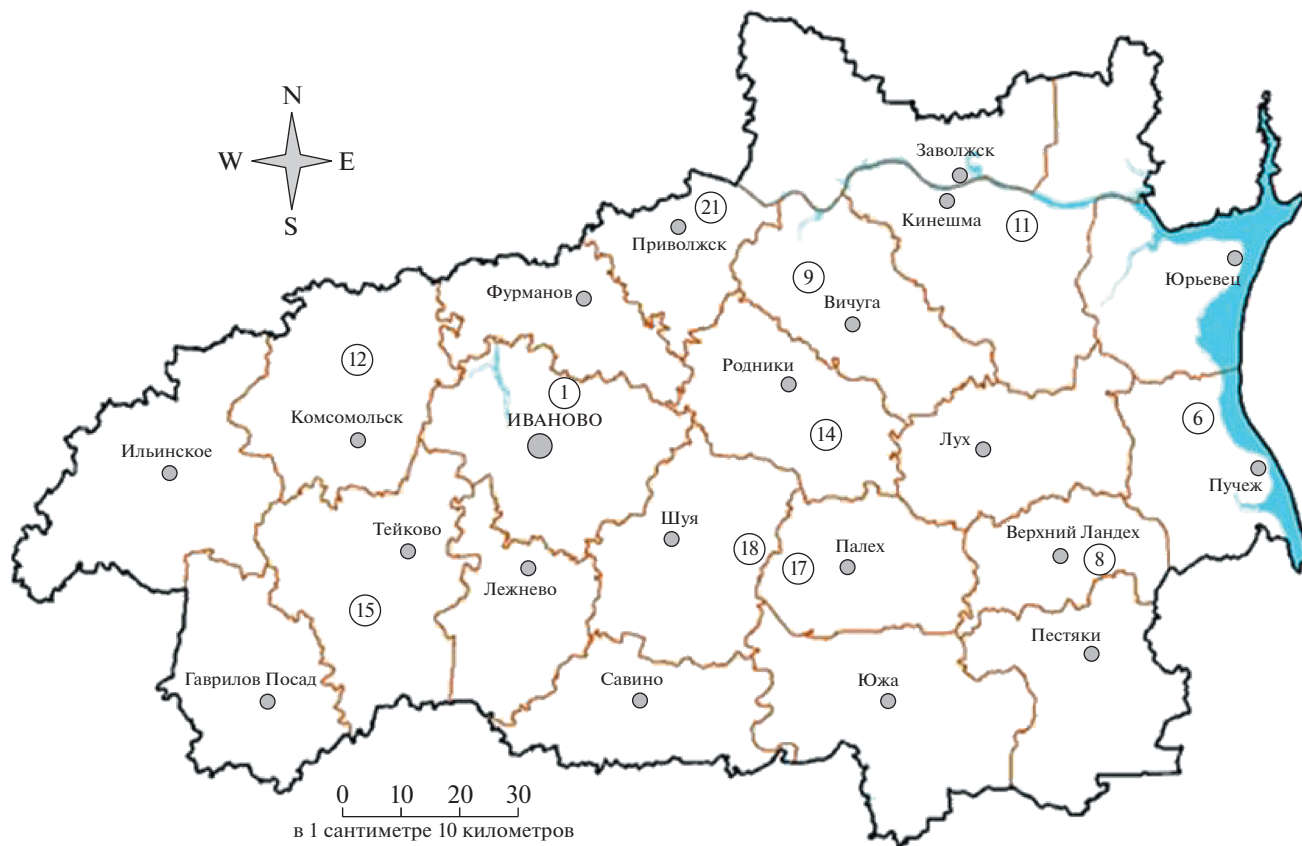 N
W E
S
Заволжск
Кинешма
11
21
Приволжск
Юрьевец
9
Вичуга
Фурманов
12
Родники
1
ИВАНОВО
Комсомольск
14
6
Лух
Ильинское
Пучеж
Тейково
Шуя
18
Палех
17
Верхний Ландех
8
Лежнево
15
Пестяки
Гаврилов Посад
Савино
Южа
0 10 20 30
в 1 сантиметре 10 километров